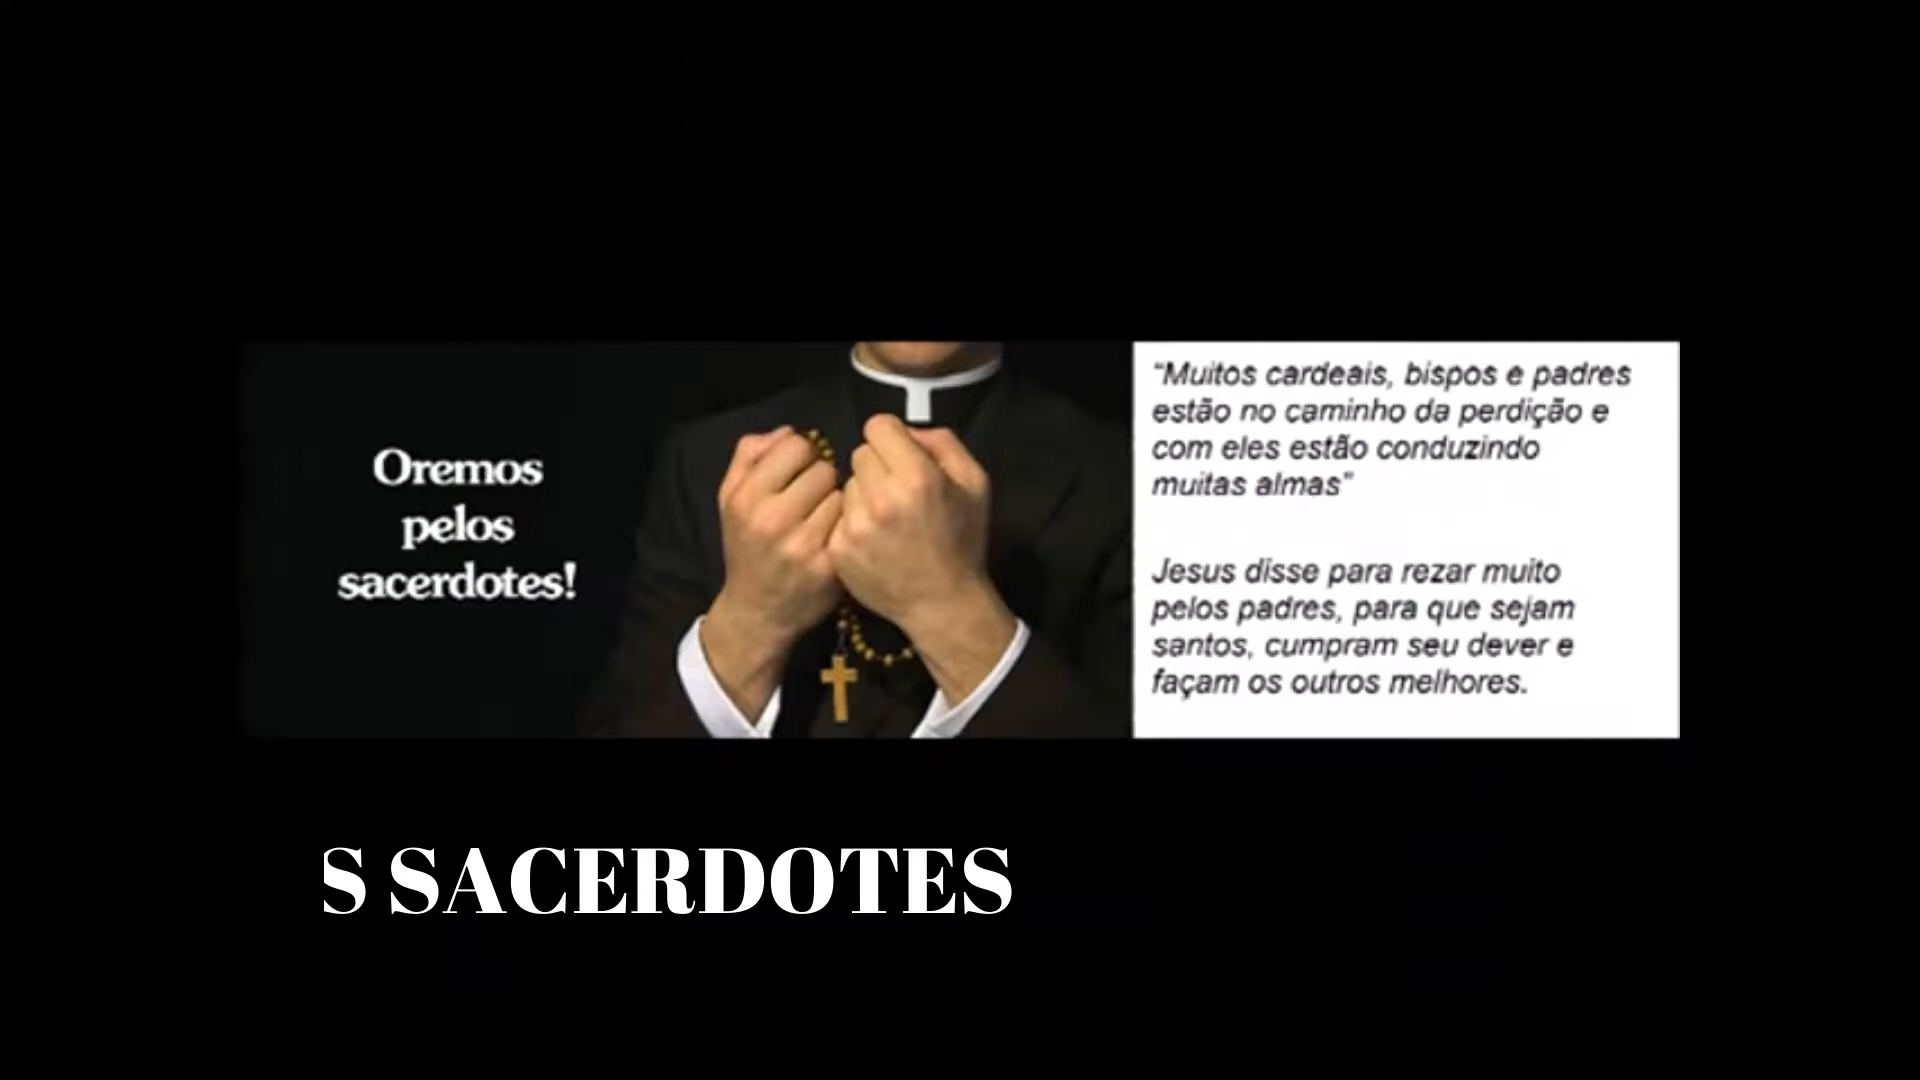 Oremos
pelos
sacerdotes!
“Muitos cardeais, bispos e padres
estão no caminho da perdição e
com eles estão conduzindo
muitas almas”
Jesus disse para rezar muito
pelos padres, para que sejam
santos, cumpram seu dever e
façam os outros melhores.
S SACERDOTES